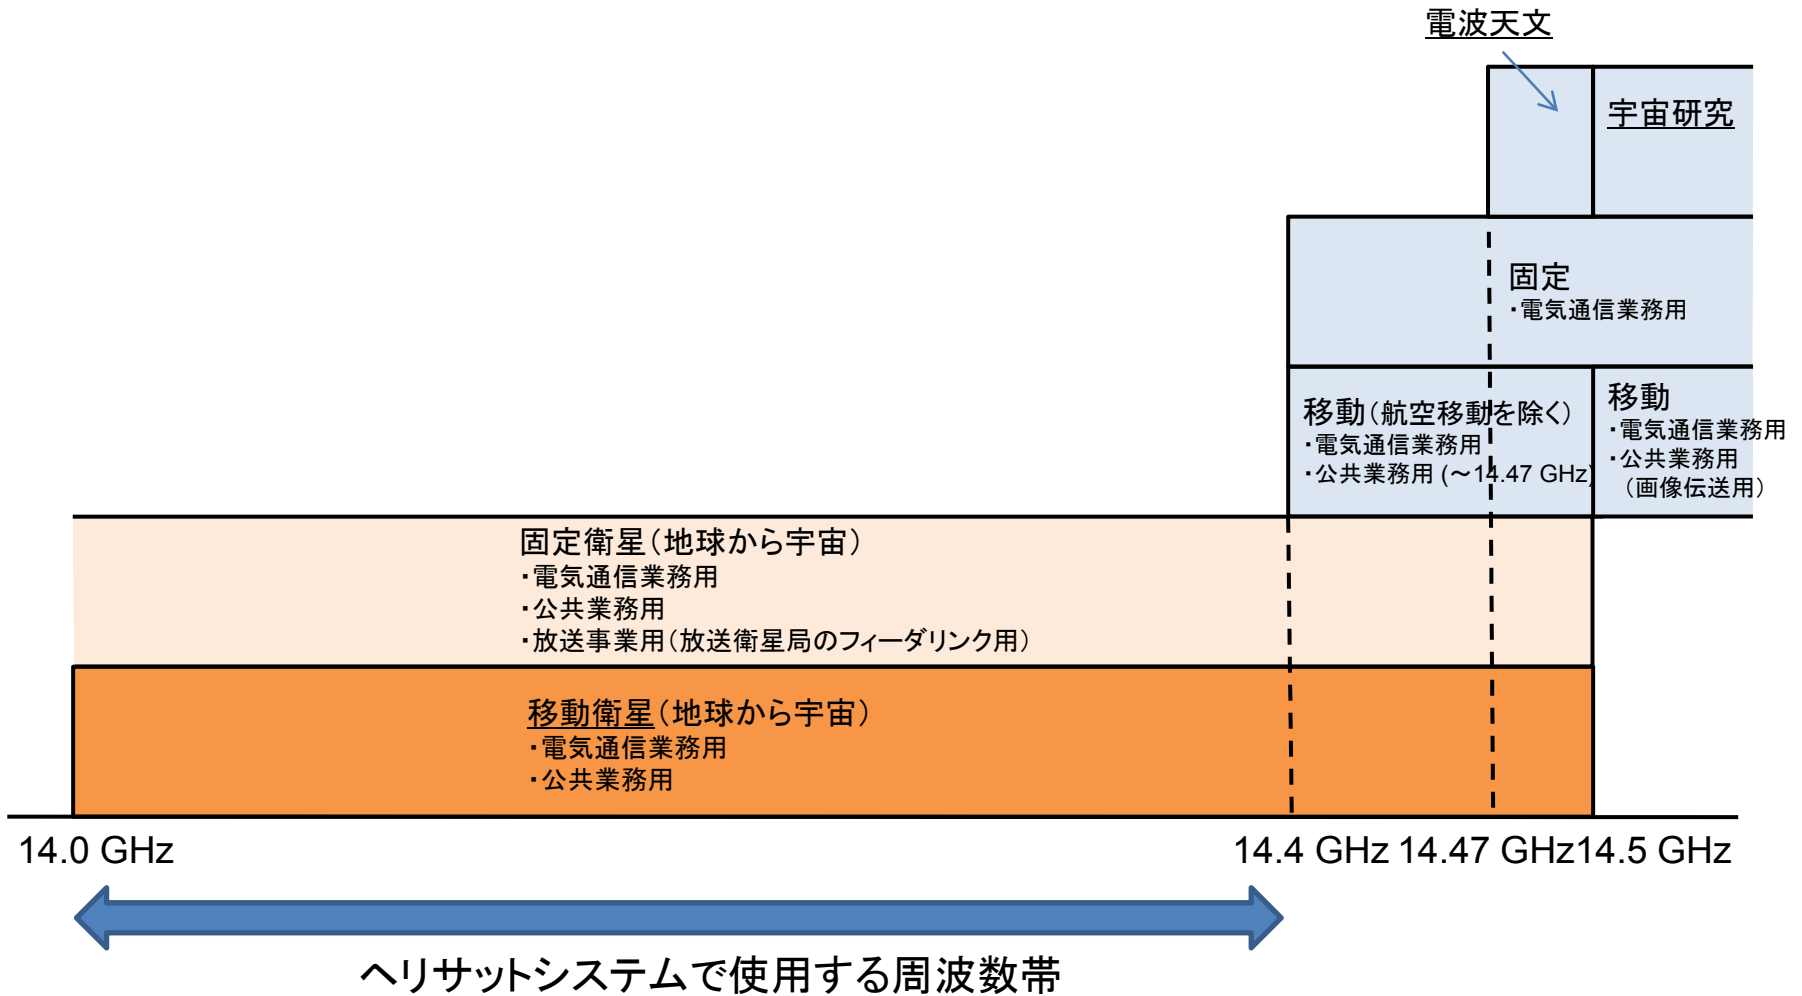 電波天文
宇宙研究
固定
・電気通信業務用
移動（航空移動を除く）
・電気通信業務用
・公共業務用 (～14.47 GHz)
移動
・電気通信業務用
・公共業務用
（画像伝送用）
固定衛星（地球から宇宙）
・電気通信業務用
・公共業務用
・放送事業用（放送衛星局のフィーダリンク用）
移動衛星（地球から宇宙）
・電気通信業務用
・公共業務用
14.0 GHz
14.4 GHz
14.47 GHz
14.5 GHz
ヘリサットシステムで使用する周波数帯